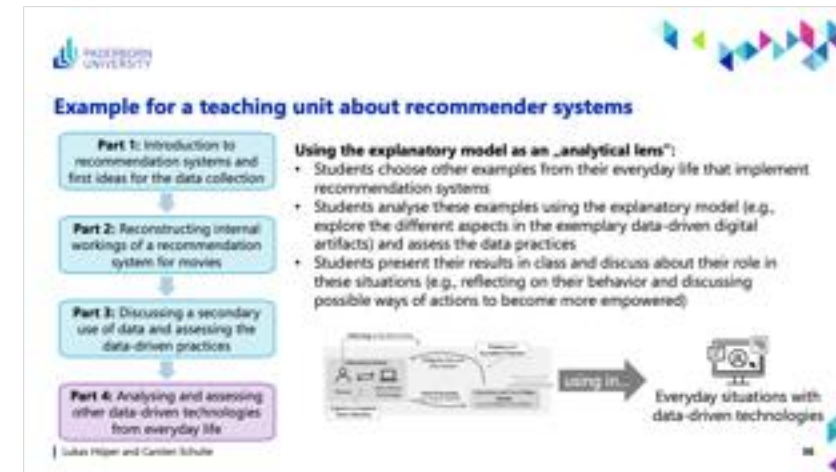 PADERBORN
UNIVERSITY
Example for a teaching unit about recommender systems
Part 1: Introduction to
recommendation systems and
first ideas for the data collection
Part 2: Reconstructing internal
workings of a recommendation
system for movies
Part 3: Discussing a secondary
use of data and assessing the
data-driven practices
Part 4: Analysing and assessing
other data-driven technologies
from everyday life
Using the explanatory model as an „analytical lens":
• Students choose other examples from their everyday life that implement
recommendation systems
• Students analyse these examples using the explanatory model (e.g.,
explore the different aspects in the exemplary data-driven digital
artifacts) and assess the data practices
• Students present their results in class and discuss about their role in
these situations (e.g., reflecting on their behavior and discussing
possible ways of actions to become more empowered)
using in...
Everyday situations with
data-driven technologies
Lukas Höper and Carsten Schulte